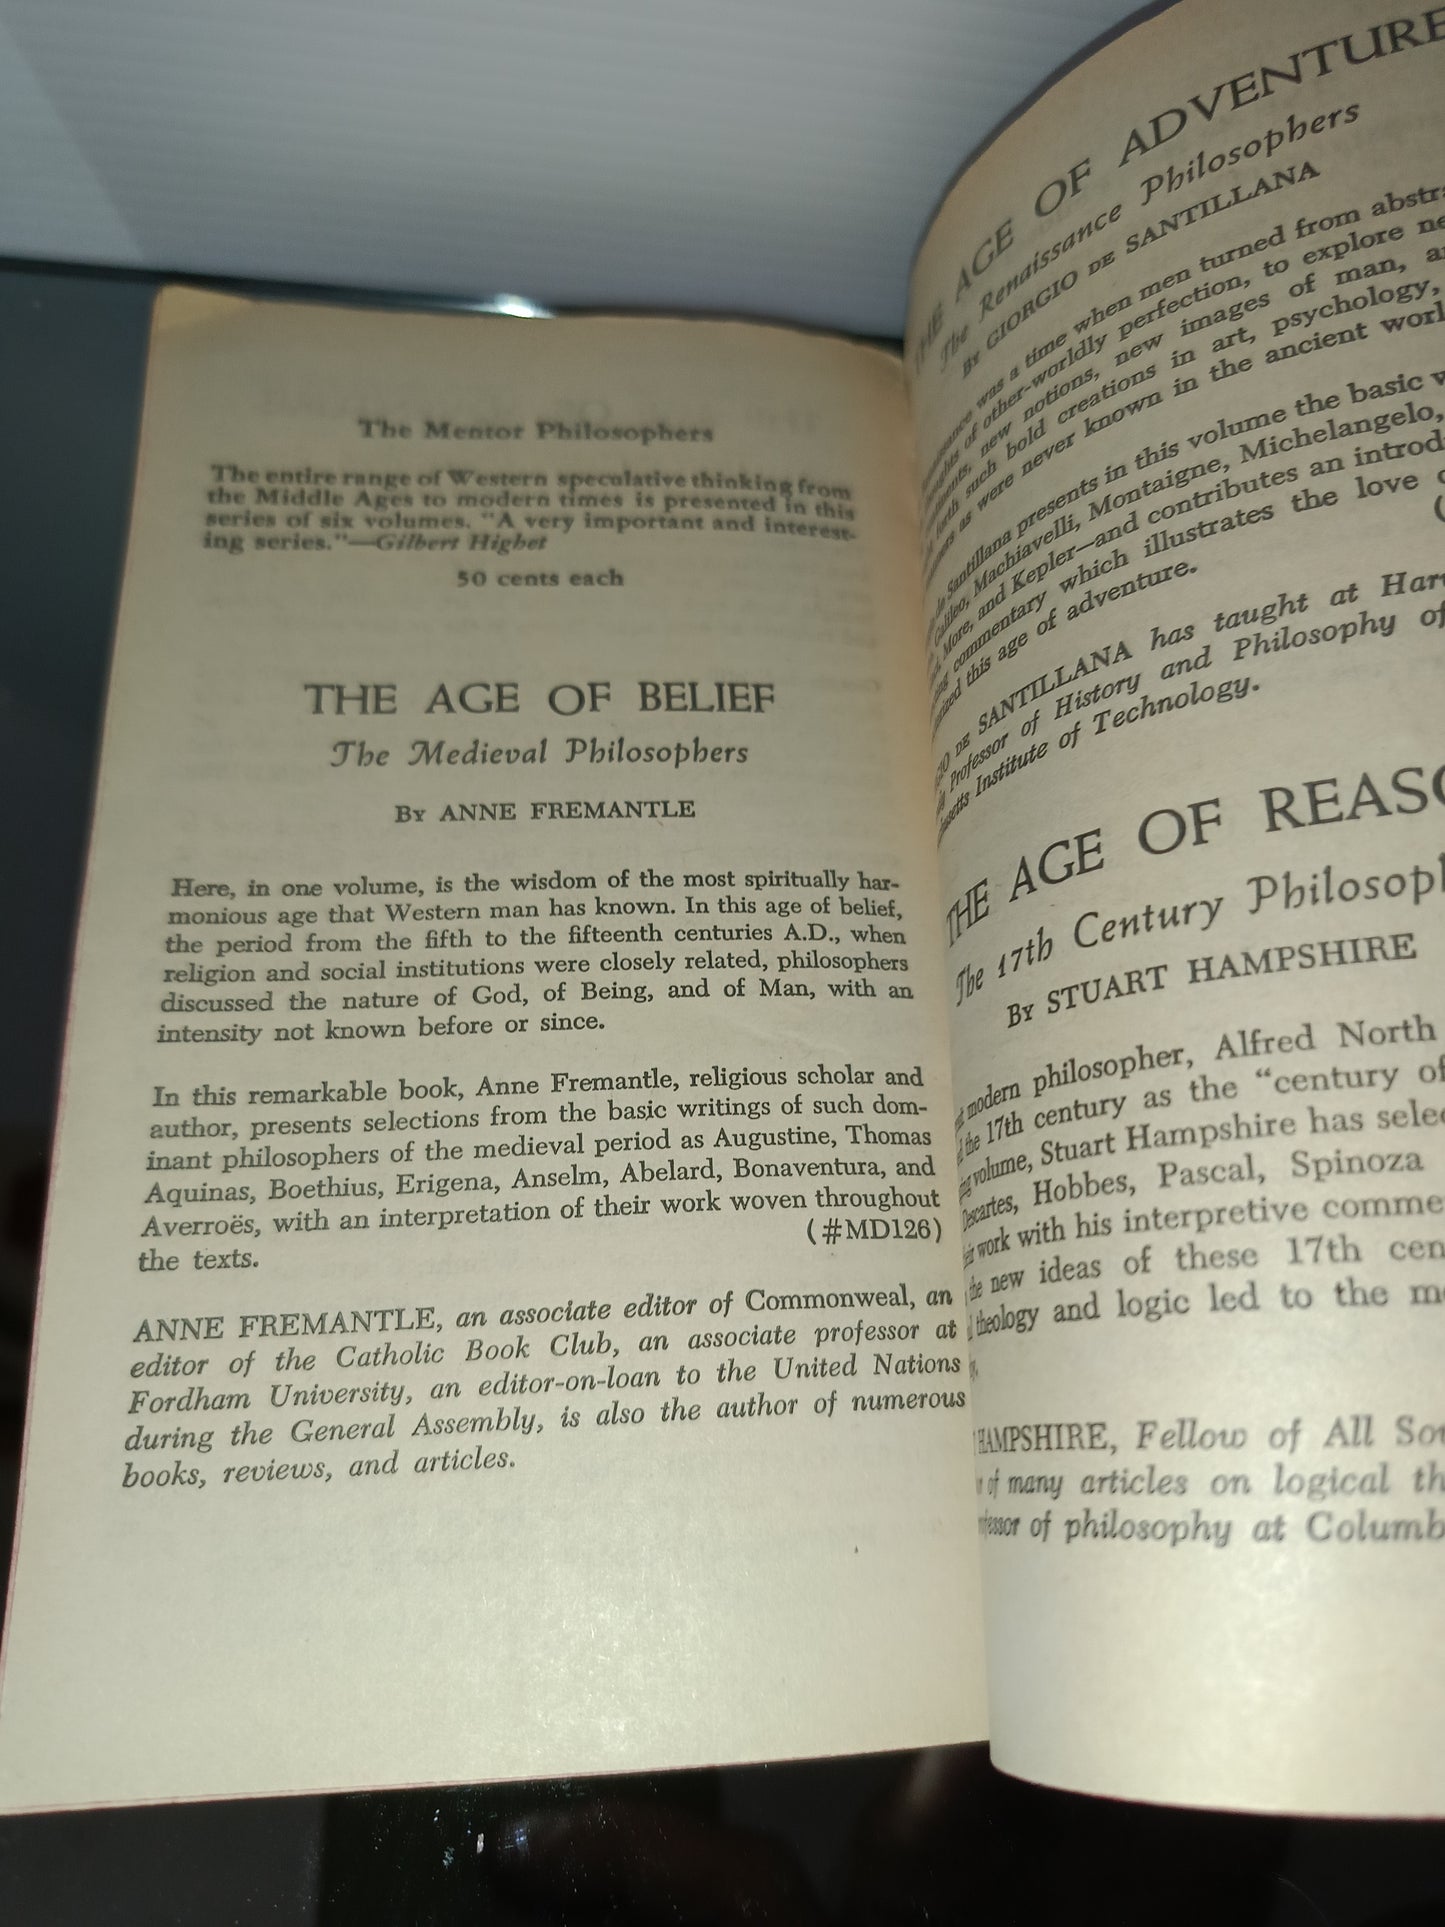 The Mentor Philosophers
The entire range of Western speculative thinking from
the Middle Ages to modern times is presented in this
series of six volumes. "A very important and interest-
ing series."—Gilbert Highet
50 cents each
THE AGE OF BELIEF
The Medieval Philosophers
By ANNE FREMANTLE
Here, in one volume, is the wisdom of the most spiritually har-
monious age that Western man has known. In this age of belief,
the period from the fifth to the fifteenth centuries A.D., when
religion and social institutions were closely related, philosophers
discussed the nature of God, of Being, and of Man, with an
intensity not known before or since.
In this remarkable book, Anne Fremantle, religious scholar and
author, presents selections from the basic writings of such dom-
inant philosophers of the medieval period as Augustine, Thomas
Aquinas, Boethius, Erigena, Anselm, Abelard, Bonaventura, and
Averroës, with an interpretation of their work woven throughout
the texts. (#MD126)
ANNE FREMANTLE, an associate editor of Commonweal, an
editor of the Catholic Book Club, an associate professor at
Fordham University, an editor-on-loan to the United Nations
during the General Assembly, is also the author of numerous
books, reviews, and articles.
THE AGE OF ADVENTURE
The Renaissance Philosophers
By GIORGIO DE SANTILLANA
was a time when men turned from
of other-worldly perfection, to explore
new notions, new images of man,
forth such bold creations in art, psychology,
as were never known in the ancient
de Santillana presents in this volume the basic
Galileo, Machiavelli, Montaigne, Michelangelo,
More, and Kepler—and contributes an
commentary which illustrates the love
this age of adventure.
DE SANTILLANA has taught at
Professor of History and Philosophy of
Institute of Technology.
THE AGE OF
The 17th Century
By STUART HAMPSHIRE
modern philosopher, Alfred North
the 17th century as the "century of
volume, Stuart Hampshire has
Descartes, Hobbes, Pascal, Spinoza
work with his interpretive
the new ideas of these 17th
theology and logic led to the
HAMPSHIRE, Fellow of All
of many articles on logical
of philosophy at